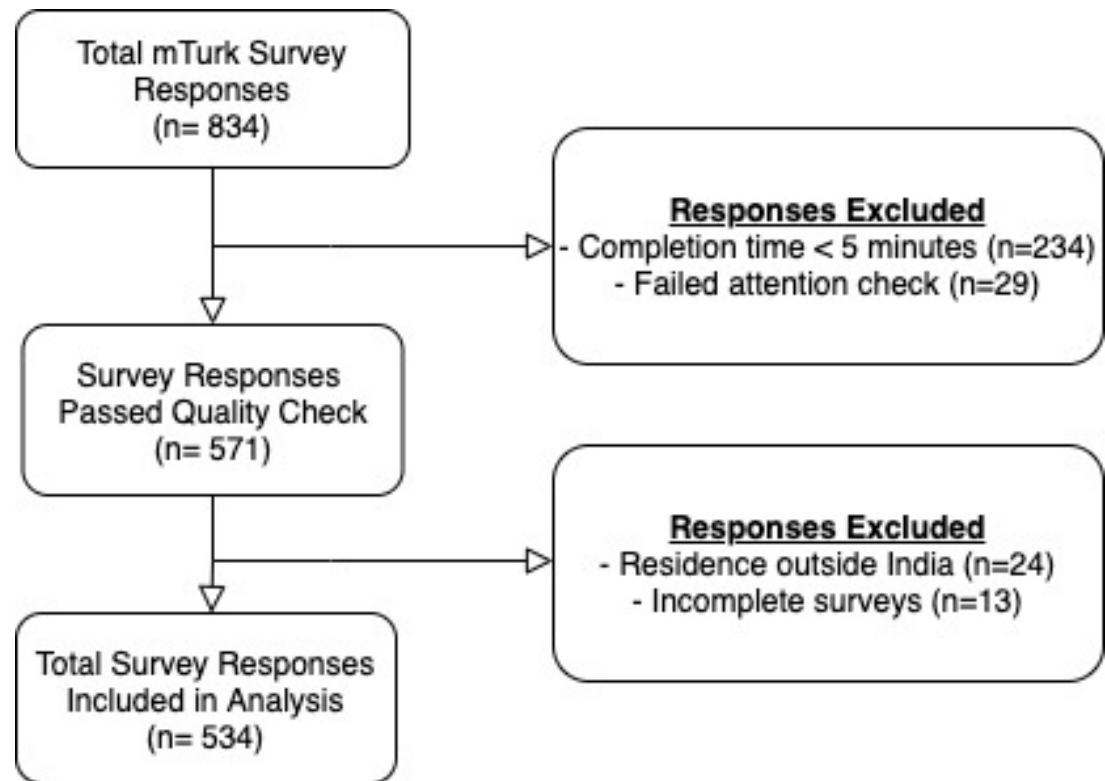 Total mTurk Survey
Responses
(n= 834)
Responses Excluded
- Completion time < 5 minutes (n=234)
- Failed attention check (n=29)
Survey Responses
Passed Quality Check
(n= 571)
Responses Excluded
- Residence outside India (n=24)
- Incomplete surveys (n=13)
Total Survey Responses
Included in Analysis
(n= 534)